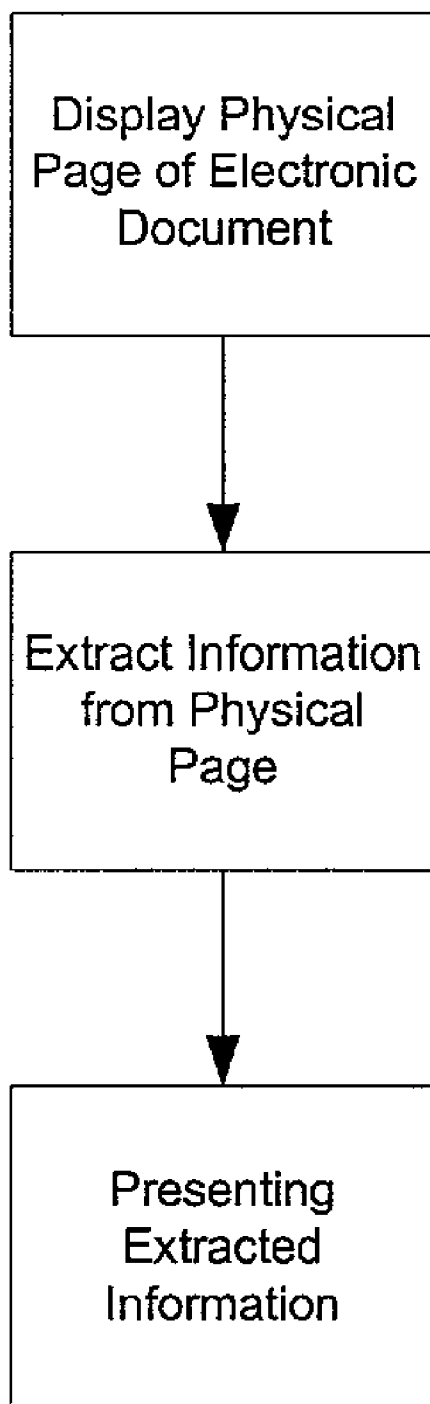 Display Physical
Page of Electronic
Document
Extract Information
from Physical
Page
Presenting
Extracted
Information